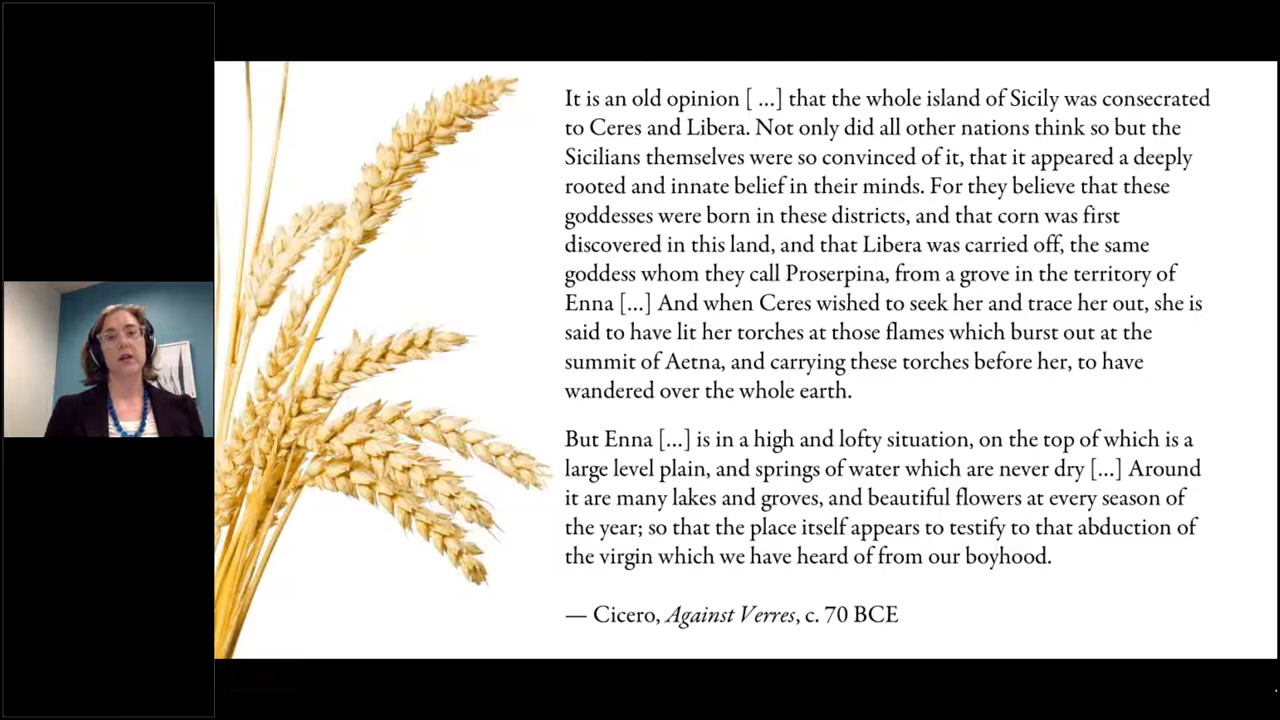 It is an old opinion [ ...] that the whole island of Sicily was consecrated
to Ceres and Libera. Not only did all other nations think so but the
Sicilians themselves were so convinced of it, that it appeared a deeply
rooted and innate belief in their minds. For they believe that these
goddesses were born in these districts, and that corn was first
discovered in this land, and that Libera was carried off, the same
goddess whom they call Proserpina, from a grove in the territory of
Enna [...] And when Ceres wished to seek her and trace her out, she is
said to have lit her torches at those flames which burst out at the
summit of Aetna, and carrying these torches before her, to have
wandered over the whole earth.
But Enna [...] is in a high and lofty situation, on the top of which is a
large level plain, and springs of water which are never dry [...] Around
it are many lakes and groves, and beautiful flowers at every season of
the year; so that the place itself appears to testify to that abduction of
the virgin which we have heard of from our boyhood.
— Cicero, Against Verres, c. 70 BCE